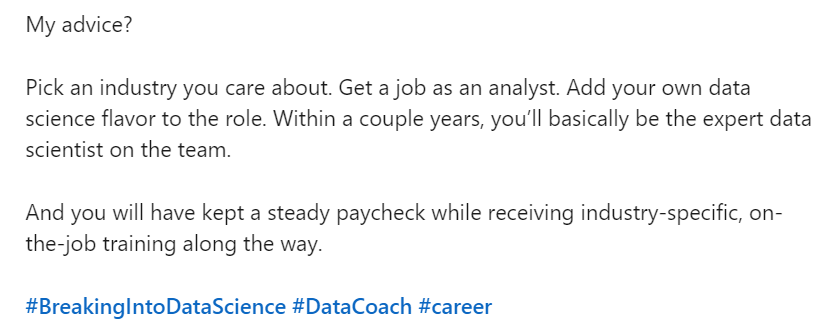 My advice?
Pick an industry you care about. Get a job as an analyst. Add your own data
science flavor to the role. Within a couple years, you’ll basically be the expert data
scientist on the team.
And you will have kept a steady paycheck while receiving industry-specific, on-
the-job training along the way.
#BreakingIntoDataScience #DataCoach #career